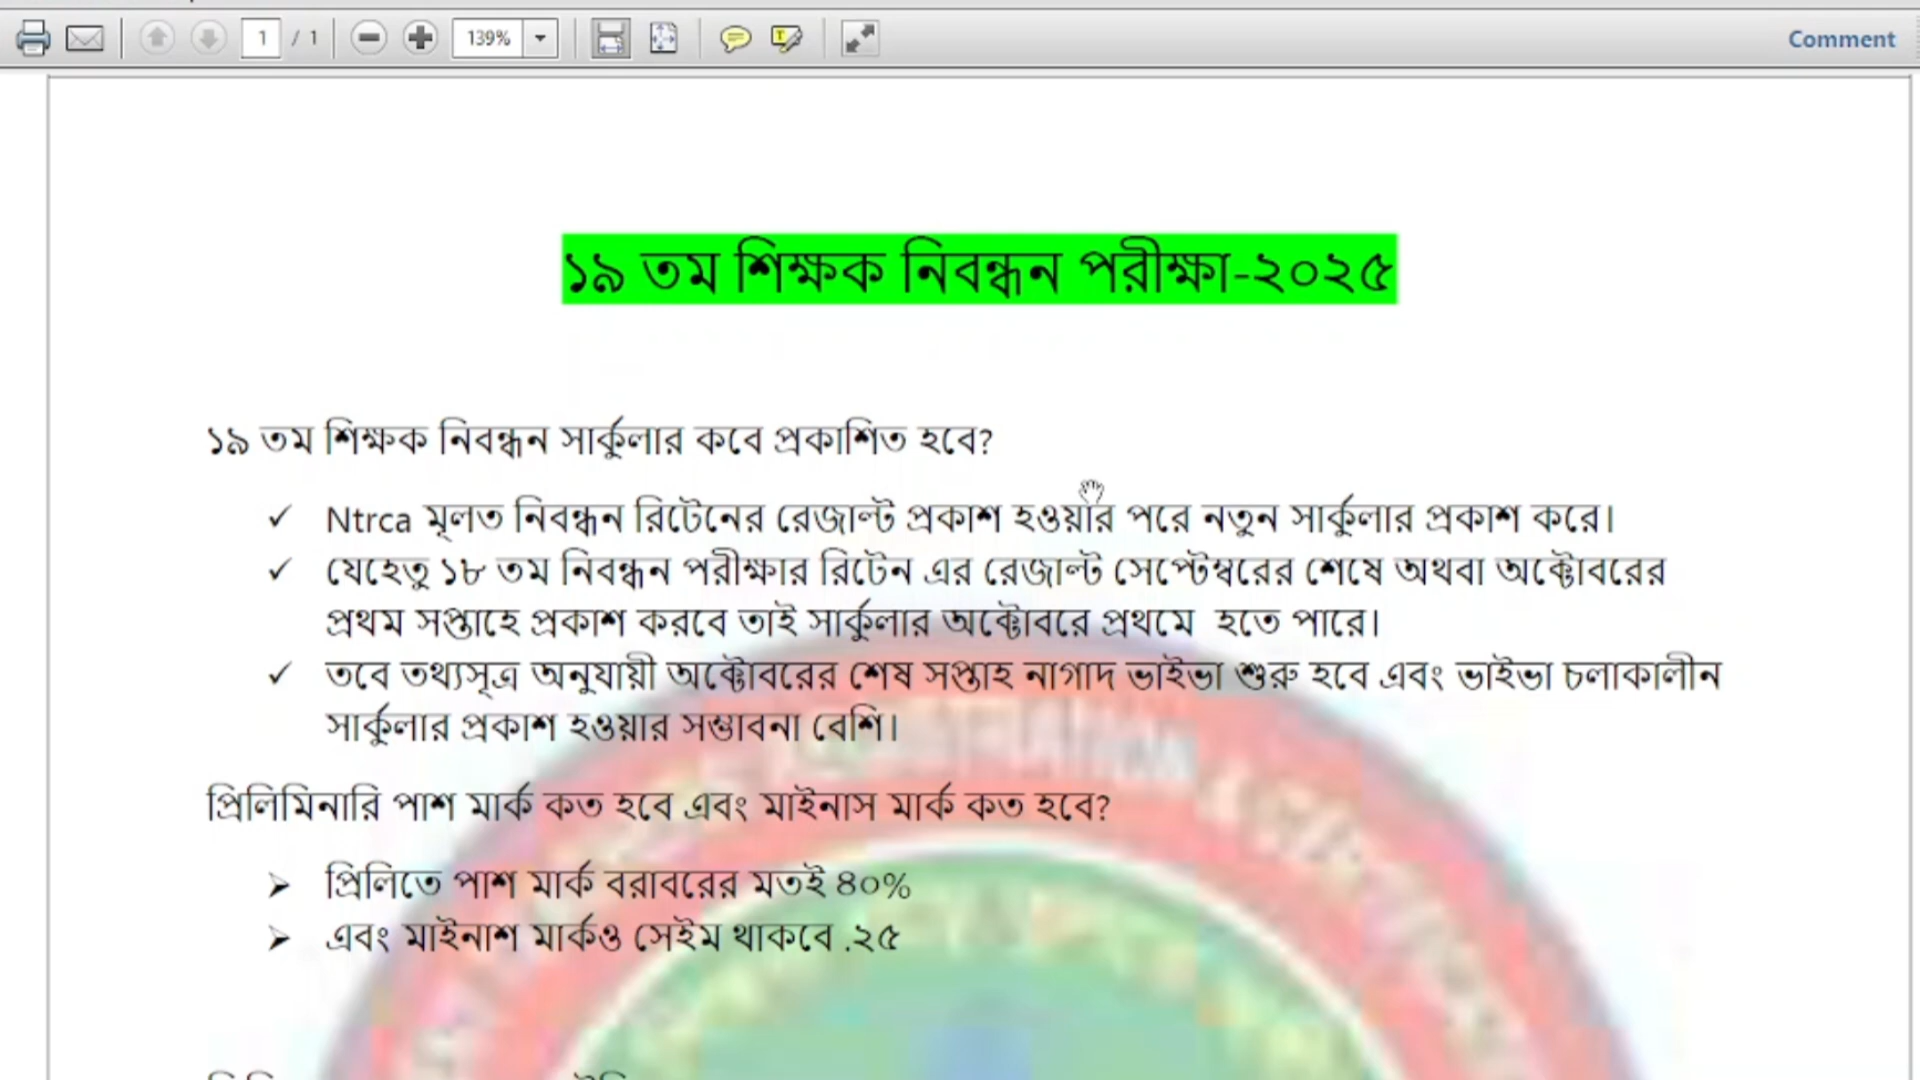 1 / 1
139%
Comment
১৯ তম শিক্ষক নিবন্ধন পরীক্ষা-২০২৫
১৯ তম শিক্ষক নিবন্ধন সার্কুলার কবে প্রকাশিত হবে?
✓ Ntrca মূলত নিবন্ধন রিটেনের রেজাল্ট প্রকাশ হওয়ার পরে নতুন সার্কুলার প্রকাশ করে।
✓ যেহেতু ১৮ তম নিবন্ধন পরীক্ষার রিটেন এর রেজাল্ট সেপ্টেম্বরের শেষে অথবা অক্টোবরের
প্রথম সপ্তাহে প্রকাশ করবে তাই সার্কুলার অক্টোবরে প্রথমে হতে পারে।
✓ তবে তথ্যসূত্র অনুযায়ী অক্টোবরের শেষ সপ্তাহ নাগাদ ভাইভা শুরু হবে এবং ভাইভা চলাকালীন
সার্কুলার প্রকাশ হওয়ার সম্ভাবনা বেশি।
প্রিলিমিনারি পাশ মার্ক কত হবে এবং মাইনাস মার্ক কত হবে?
➢ প্রিলিতে পাশ মার্ক বরাবরের মতই ৪০%
➢ এবং মাইনাশ মার্কও সেইম থাকবে .২৫